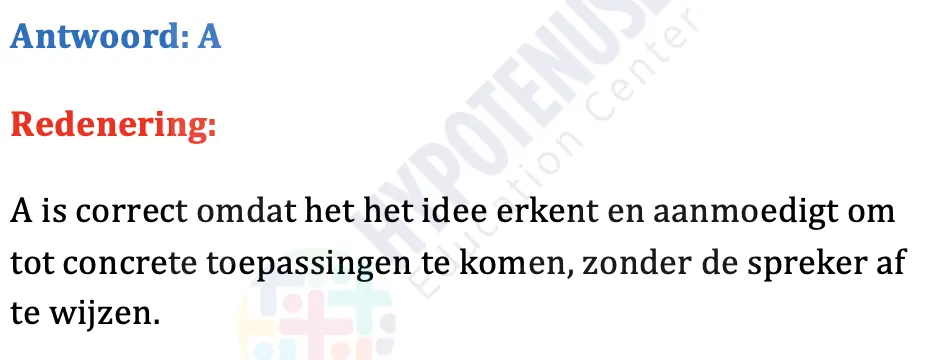 Antwoord: A
Redenering:
A is correct omdat het het idee erkent en aanmoedigt om
tot concrete toepassingen te komen, zonder de spreker af
te wijzen.
HYPOTENUSE
Education Center